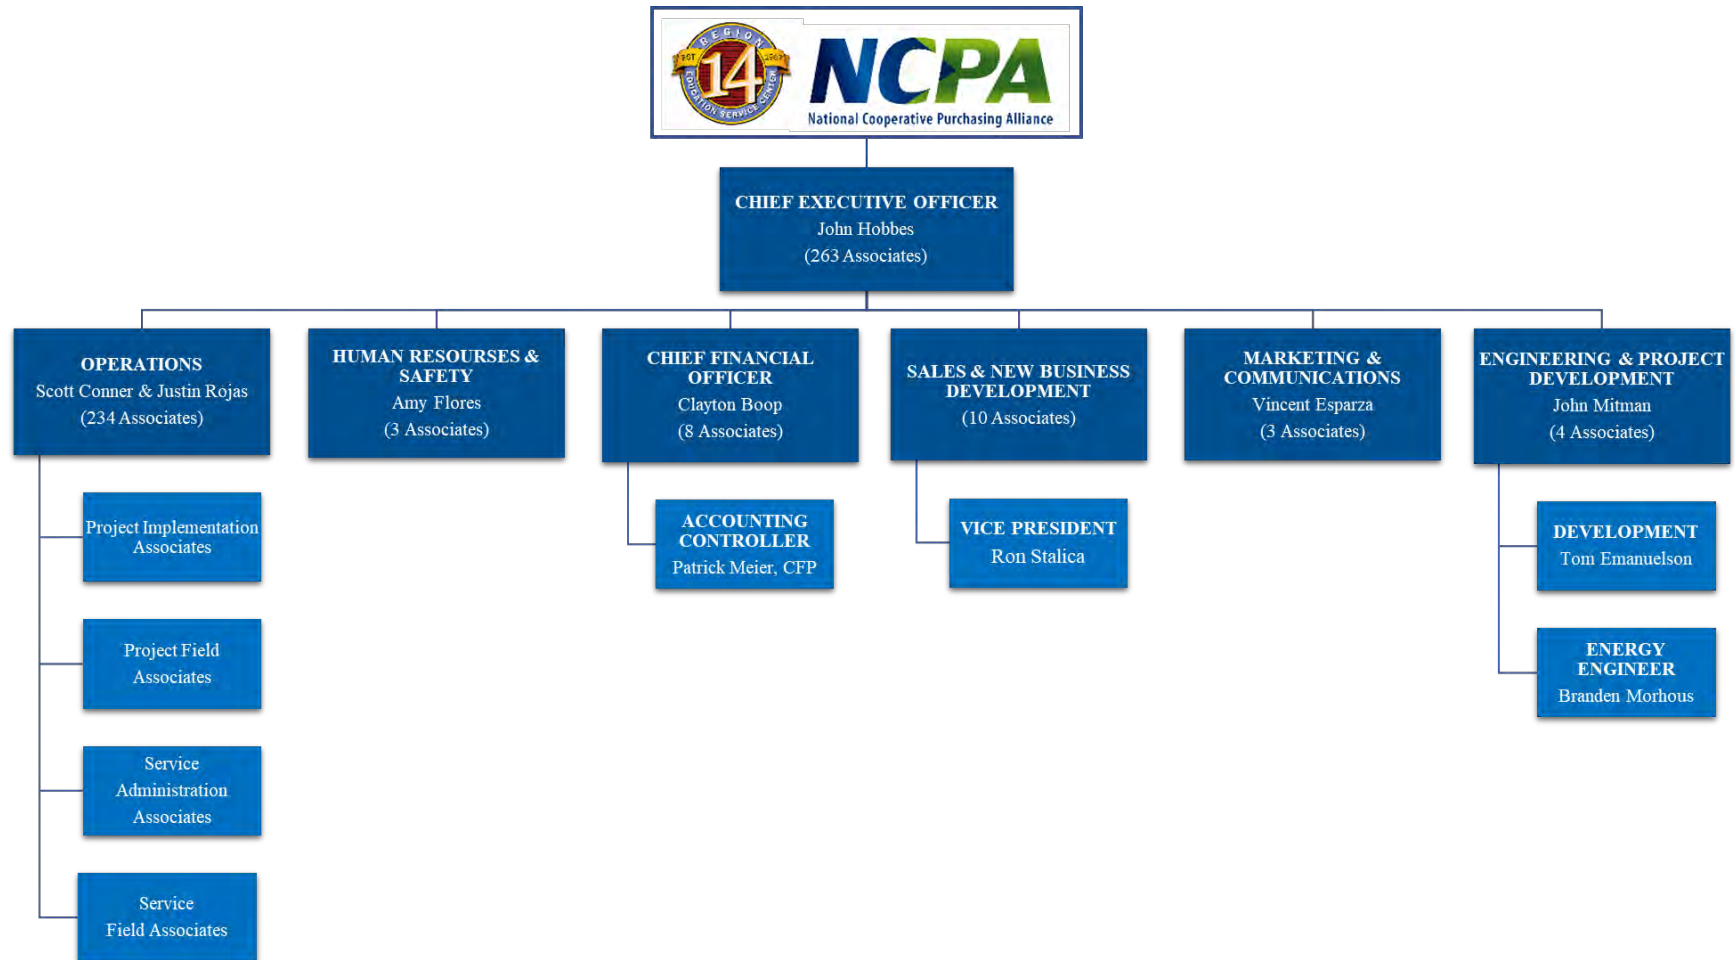 REGION
EST
14
EDUCATION SERVICE CENTER
NCPA
National Cooperative Purchasing Alliance
CHIEF EXECUTIVE OFFICER
John Hobbes
(263 Associates)
OPERATIONS
Scott Conner & Justin Rojas
(234 Associates)
Project Implementation
Associates
Project Field
Associates
Service
Administration
Associates
Service
Field Associates
HUMAN RESOURSES &
SAFETY
Amy Flores
(3 Associates)
CHIEF FINANCIAL
OFFICER
Clayton Boop
(8 Associates)
ACCOUNTING
CONTROLLER
Patrick Meier, CFP
SALES & NEW BUSINESS
DEVELOPMENT
(10 Associates)
VICE PRESIDENT
Ron Stalica
MARKETING &
COMMUNICATIONS
Vincent Esparza
(3 Associates)
ENGINEERING & PROJECT
DEVELOPMENT
John Mitman
(4 Associates)
DEVELOPMENT
Tom Emanuelson
ENERGY
ENGINEER
Branden Morhous